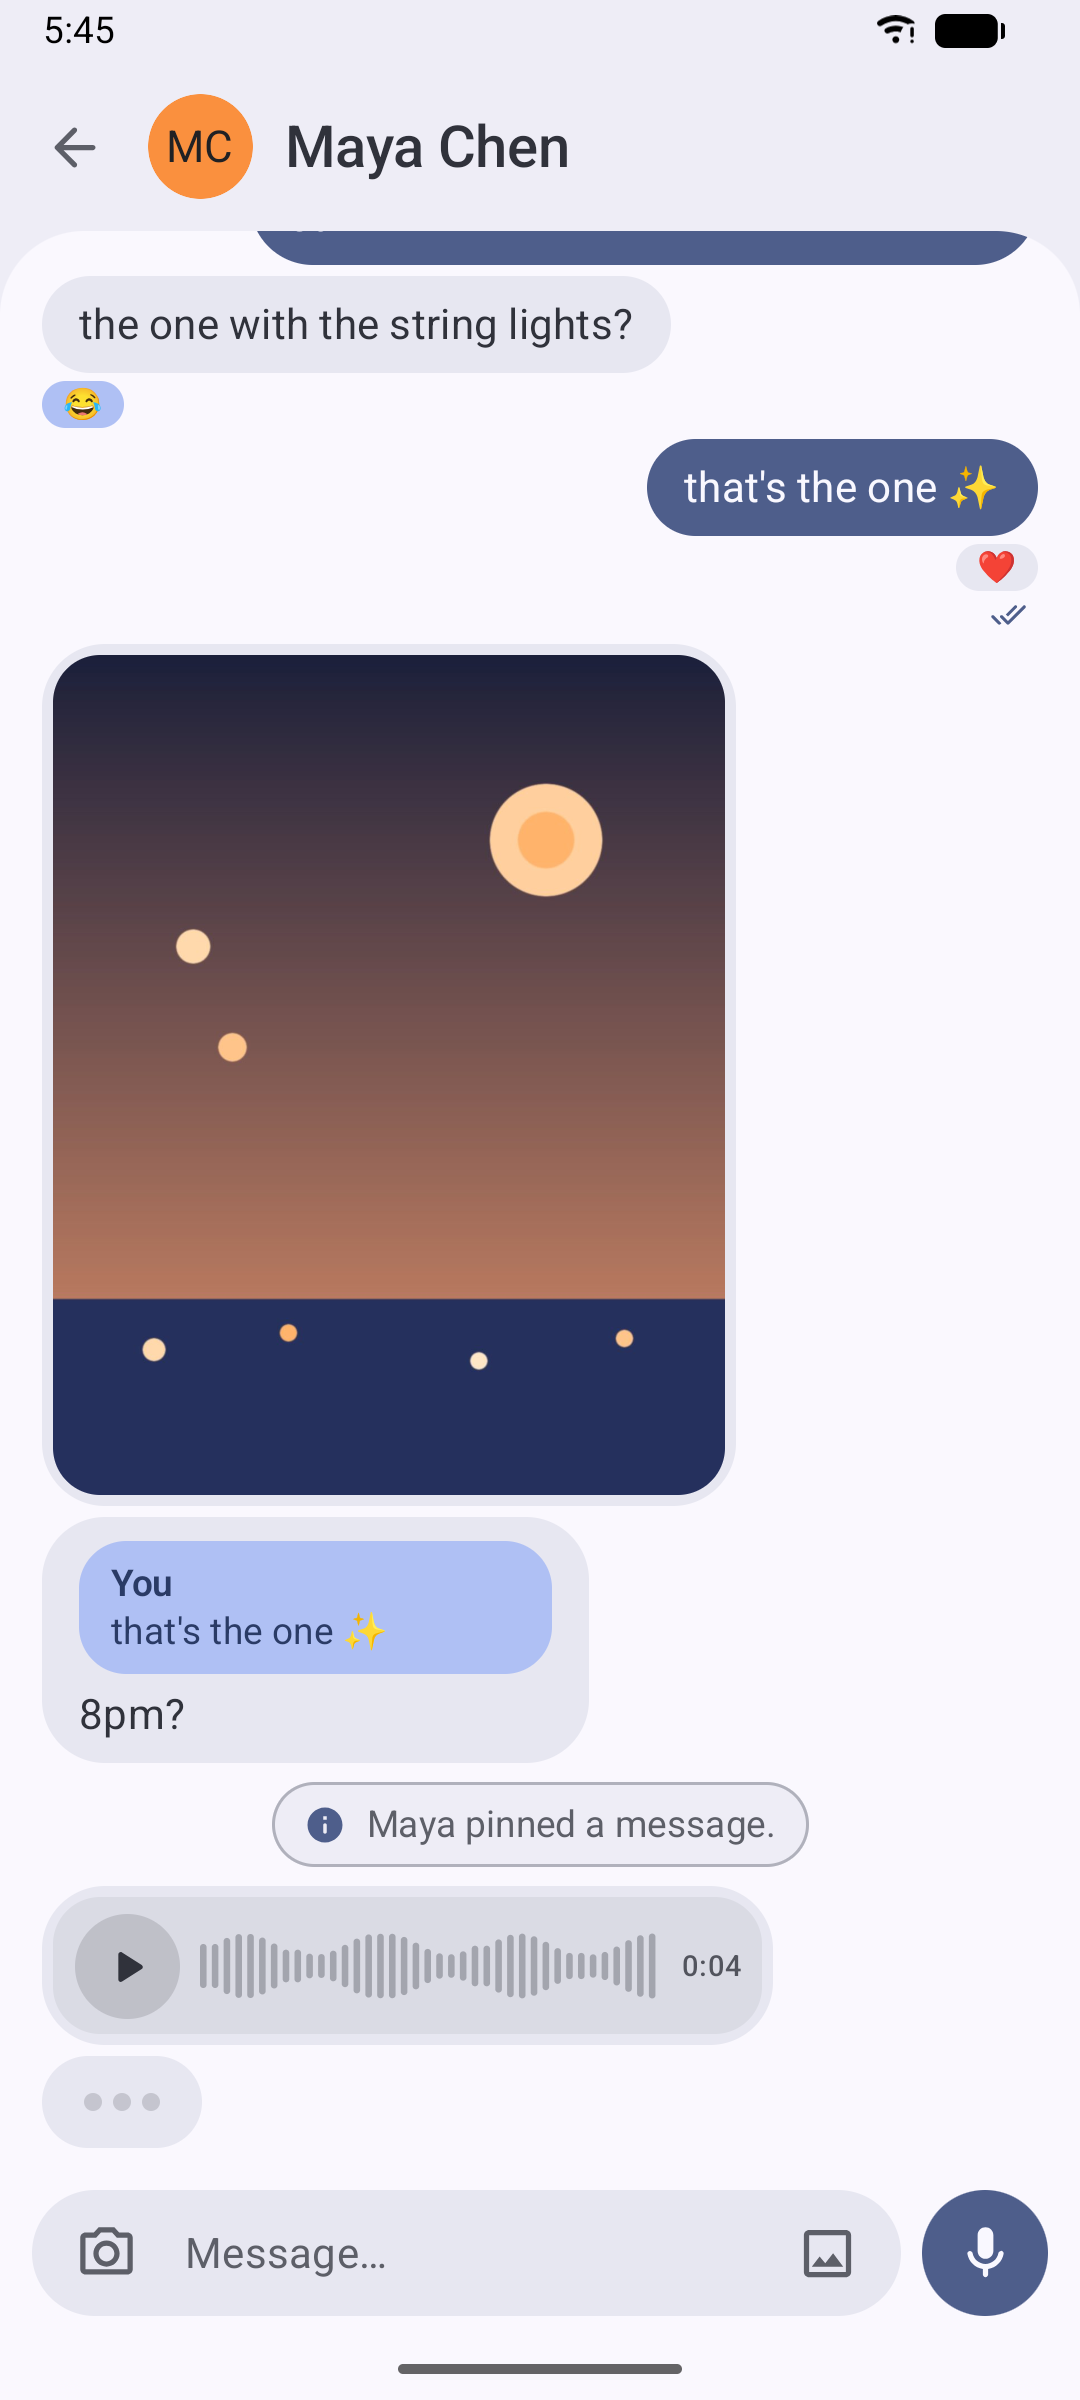 5:45
MC
Maya Chen
the one with the string lights?
😂
that's the one ✨
❤️
You
that's the one ✨
8pm?
Maya pinned a message.
0:04
Message…